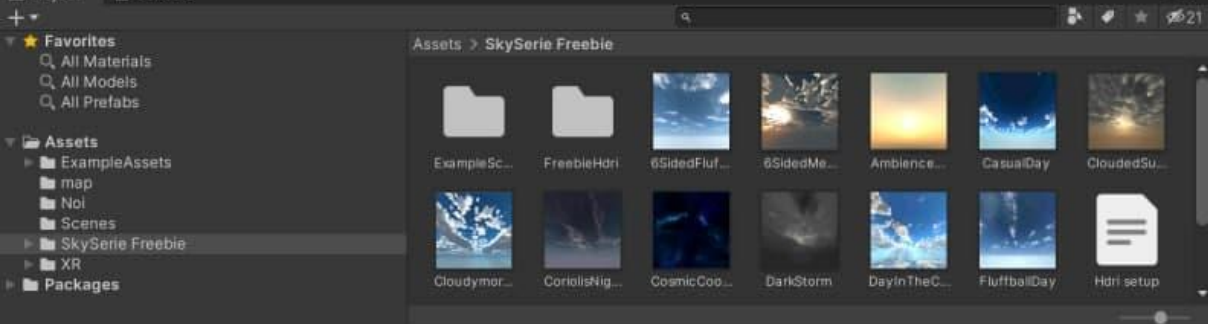 21
Favorites
All Materials
All Models
All Prefabs
Assets
ExampleAssets
map
Noi
Scenes
SkySerie Freebie
XR
Packages
Assets > SkySerie Freebie
ExampleSc...
FreebieHdri
6SidedFluf...
6SidedMe...
Ambience...
CasualDay
CloudedSu...
Cloudymor...
CoriolisNig...
CosmicCoo...
DarkStorm
DayInTheC...
FluffballDay
Hdri setup